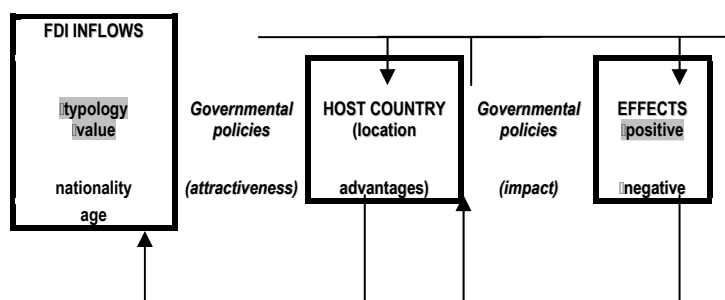 FDI INFLOWS
typology
value
nationality
age
Governmental
policies
(attractiveness)
HOST COUNTRY
(location
advantages)
Governmental
policies
(impact)
EFFECTS
positive
negative